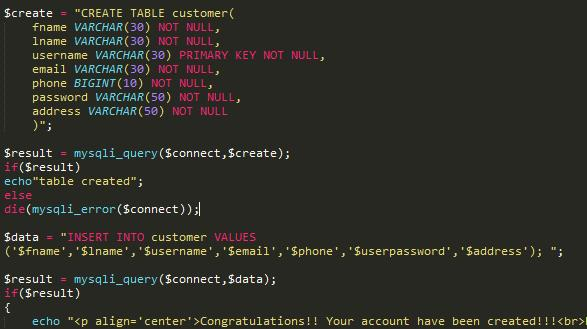 $create = "CREATE TABLE customer(
fname VARCHAR(30) NOT NULL,
lname VARCHAR(30) NOT NULL,
username VARCHAR(30) PRIMARY KEY NOT NULL,
email VARCHAR(30) NOT NULL,
phone BIGINT(10) NOT NULL,
password VARCHAR(50) NOT NULL,
address VARCHAR(50) NOT NULL
)";
$result = mysqli_query($connect,$create);
if($result)
echo"table created";
else
die(mysqli_error($connect));
$data = "INSERT INTO customer VALUES
('$fname','$lname','$username','$email','$phone','$userpassword','$address'); ";
$result = mysqli_query($connect,$data);
if($result)
{
echo "<p align='center'>Congratulations!! Your account have been created!!!<br>